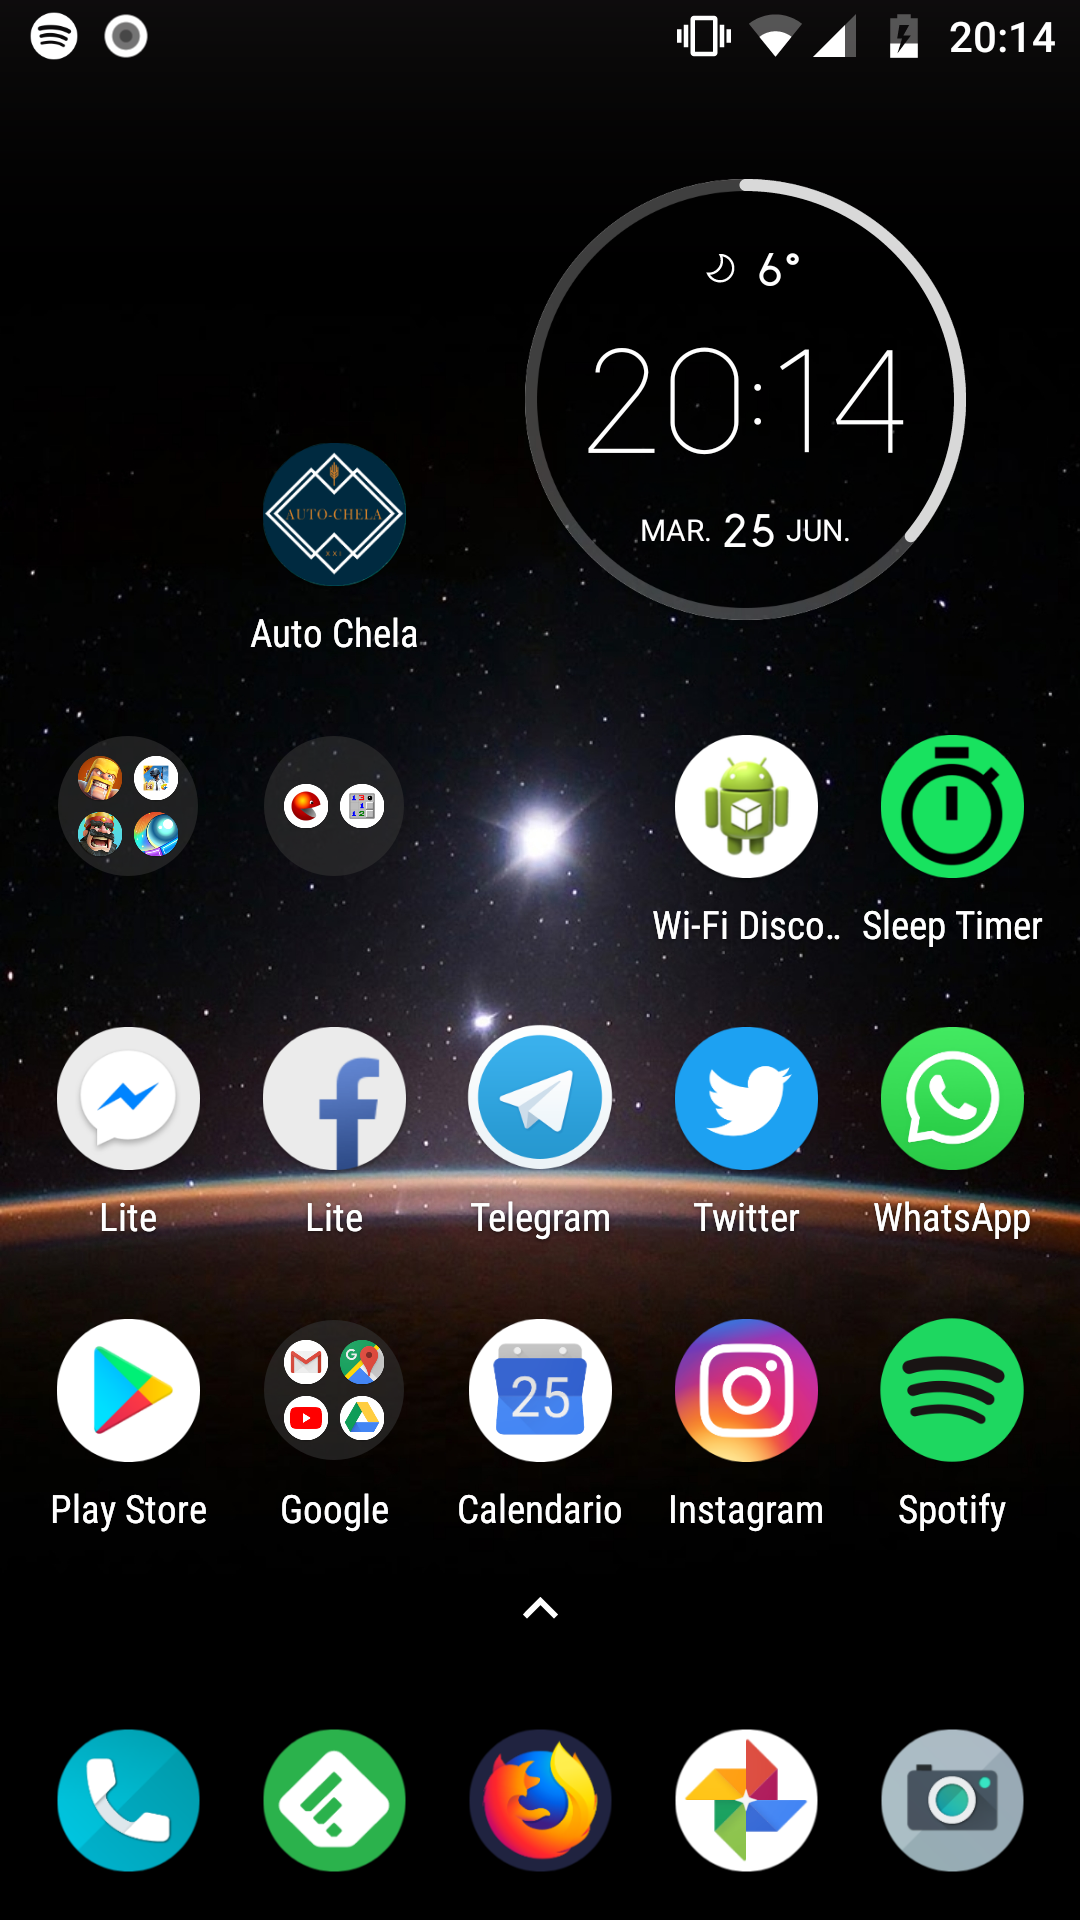 20:14
6°
20:14
MAR. 25 JUN.
AUTO-CHELA
XXI
Auto Chela
Wi-Fi Disco..
Sleep Timer
Lite
Lite
Telegram
Twitter
WhatsApp
G
25
Play Store
Google
Calendario
Instagram
Spotify